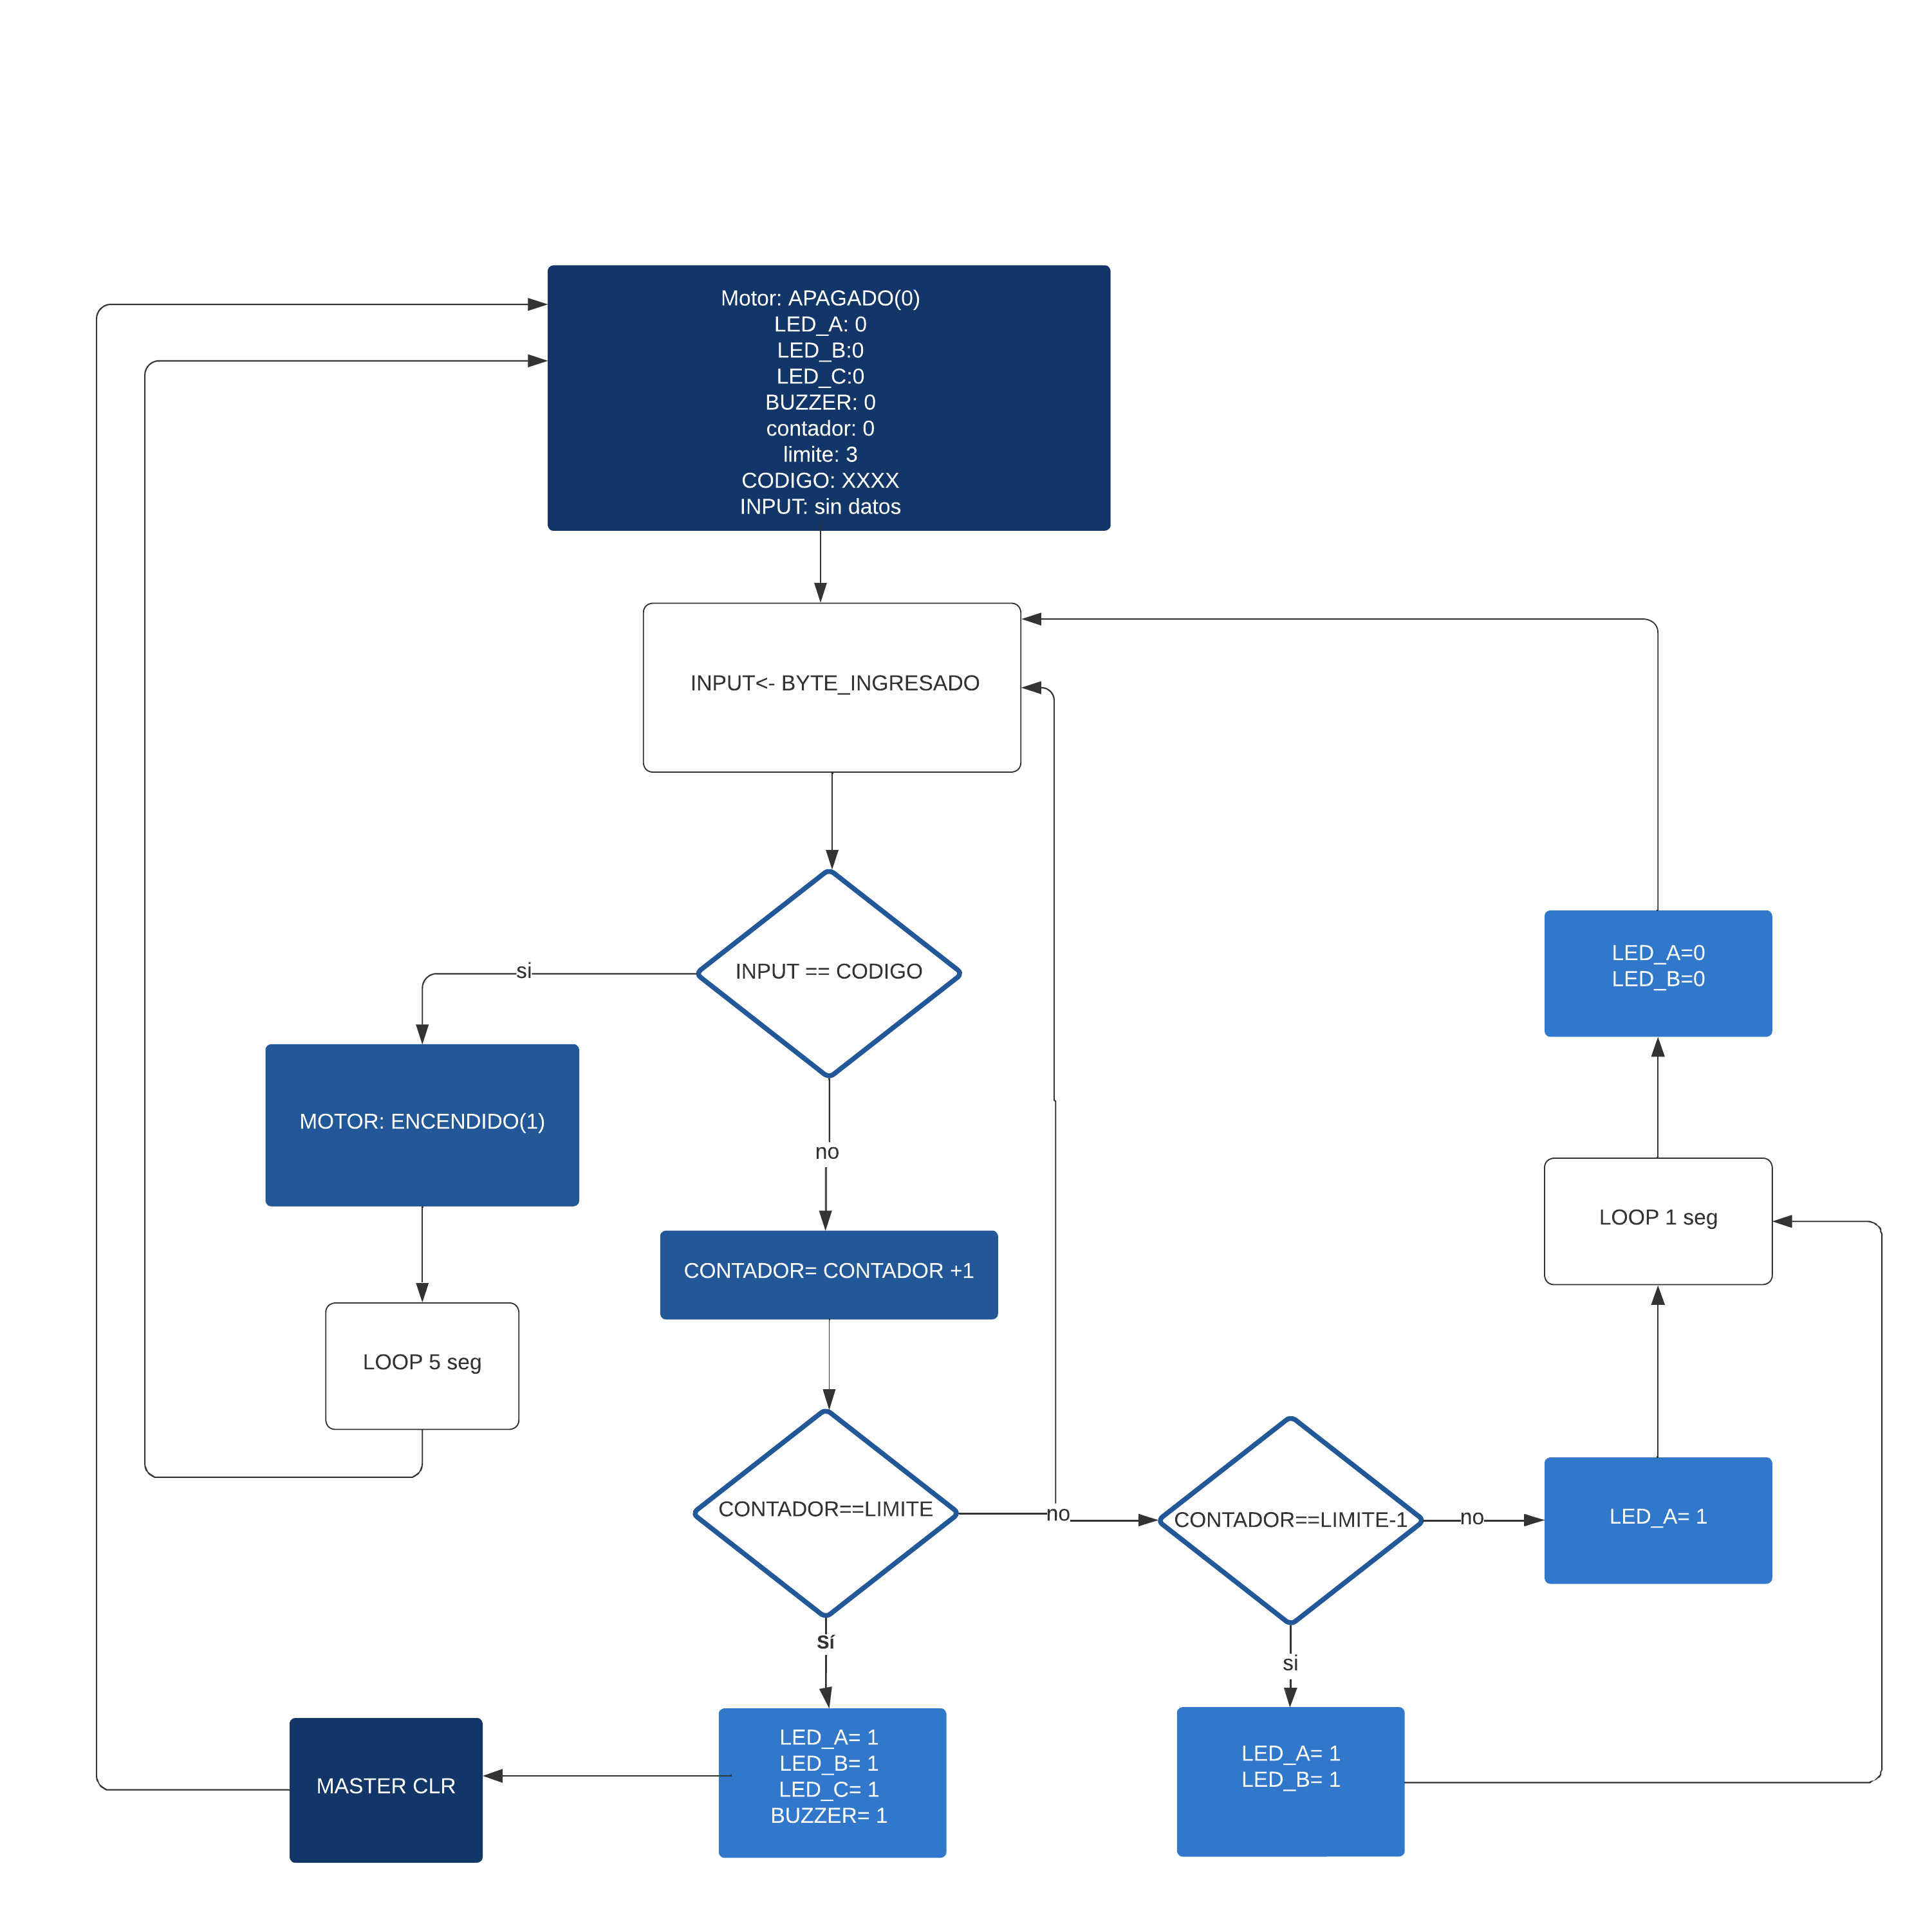 Motor: APAGADO(0)
LED_A: 0
LED_B:0
LED_C:0
BUZZER: 0
contador: 0
limite: 3
CODIGO: XXXX
INPUT: sin datos
INPUT<- BYTE_INGRESADO
INPUT == CODIGO
si
no
MOTOR: ENCENDIDO(1)
LOOP 5 seg
CONTADOR= CONTADOR +1
CONTADOR==LIMITE
no
Sí
CONTADOR==LIMITE-1
no
si
LED_A= 1
LOOP 1 seg
LED_A=0
LED_B=0
LED_A= 1
LED_B= 1
LED_A= 1
LED_B= 1
LED_C= 1
BUZZER= 1
MASTER CLR